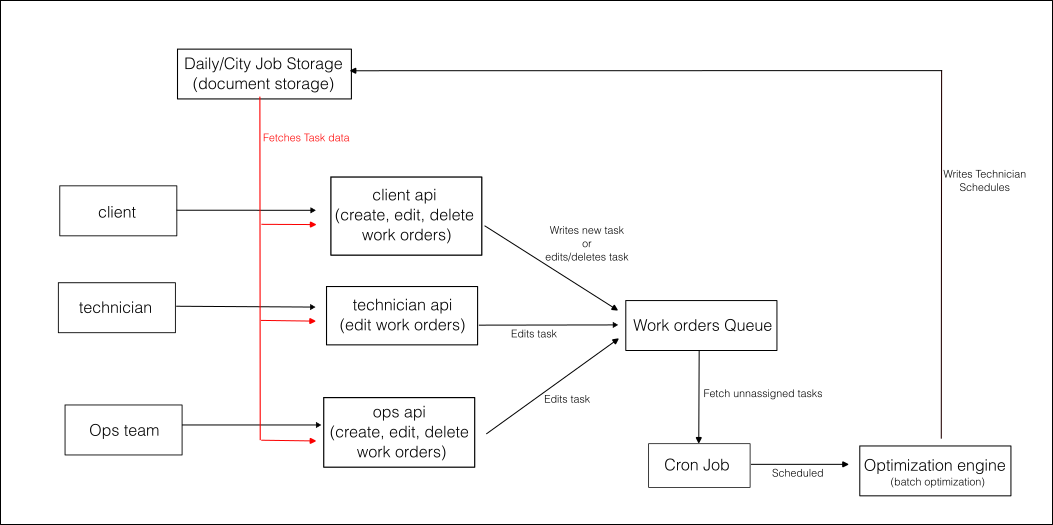 Daily/City Job Storage
(document storage)
Fetches Task data
Writes Technician
Schedules
client
client api
(create, edit, delete
work orders)
Writes new task
or
edits/deletes task
technician
technician api
(edit work orders)
Edits task
Work orders Queue
Ops team
ops api
(create, edit, delete
work orders)
Edits task
Fetch unnassigned tasks
Cron Job
Scheduled
Optimization engine
(batch optimization)